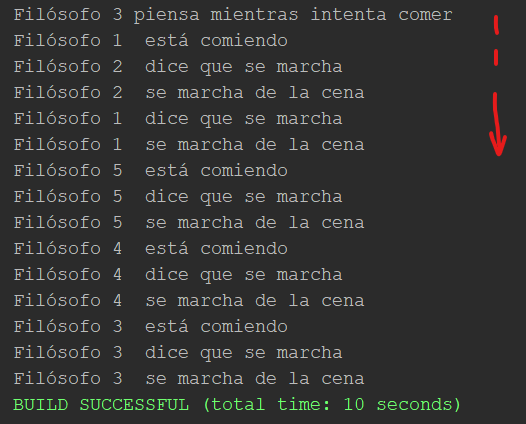 Filósofo 3 piensa mientras intenta comer
Filósofo 1  está comiendo
Filósofo 2  dice que se marcha
Filósofo 2  se marcha de la cena
Filósofo 1  dice que se marcha
Filósofo 1  se marcha de la cena
Filósofo 5  está comiendo
Filósofo 5  dice que se marcha
Filósofo 5  se marcha de la cena
Filósofo 4  está comiendo
Filósofo 4  dice que se marcha
Filósofo 4  se marcha de la cena
Filósofo 3  está comiendo
Filósofo 3  dice que se marcha
Filósofo 3  se marcha de la cena
BUILD SUCCESSFUL (total time: 10 seconds)